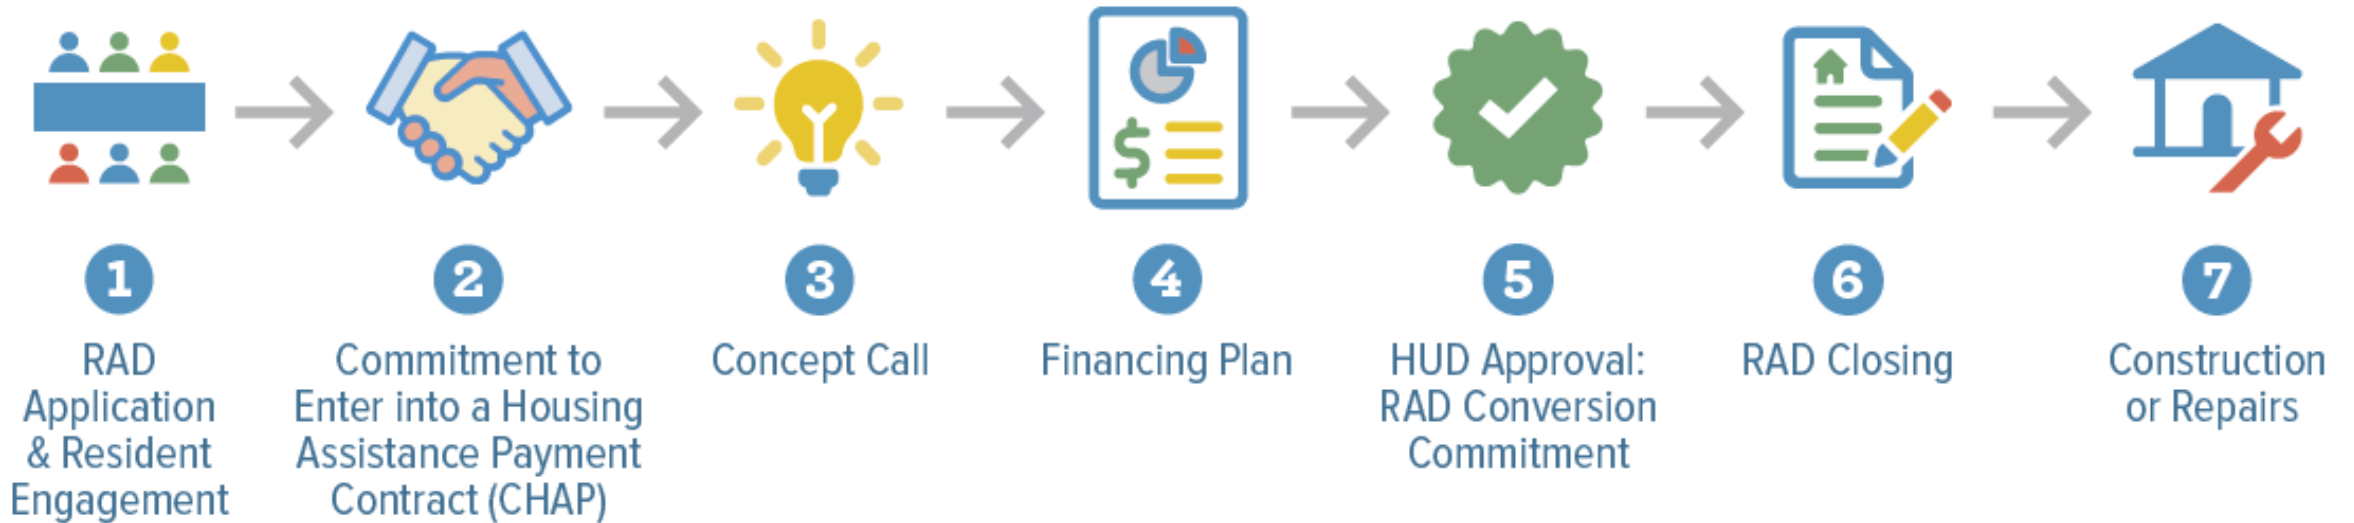 1
RAD
Application
& Resident
Engagement
2
Commitment to
Enter into a Housing
Assistance Payment
Contract (CHAP)
3
Concept Call
$
4
Financing Plan
5
HUD Approval:
RAD Conversion
Commitment
6
RAD Closing
7
Construction
or Repairs